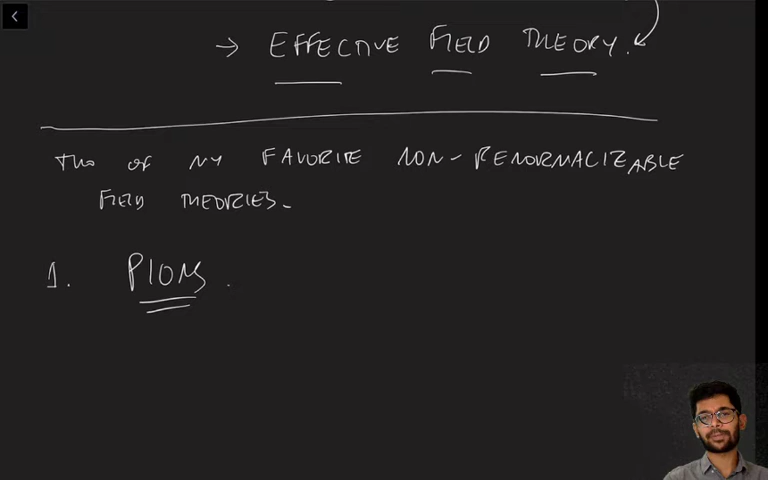 → EFFECTIVE FIELD THEORY.
TWO OF MY FAVORITE NON-RENORMALIZABLE
FIELD THEORIES.
1. PIONS.